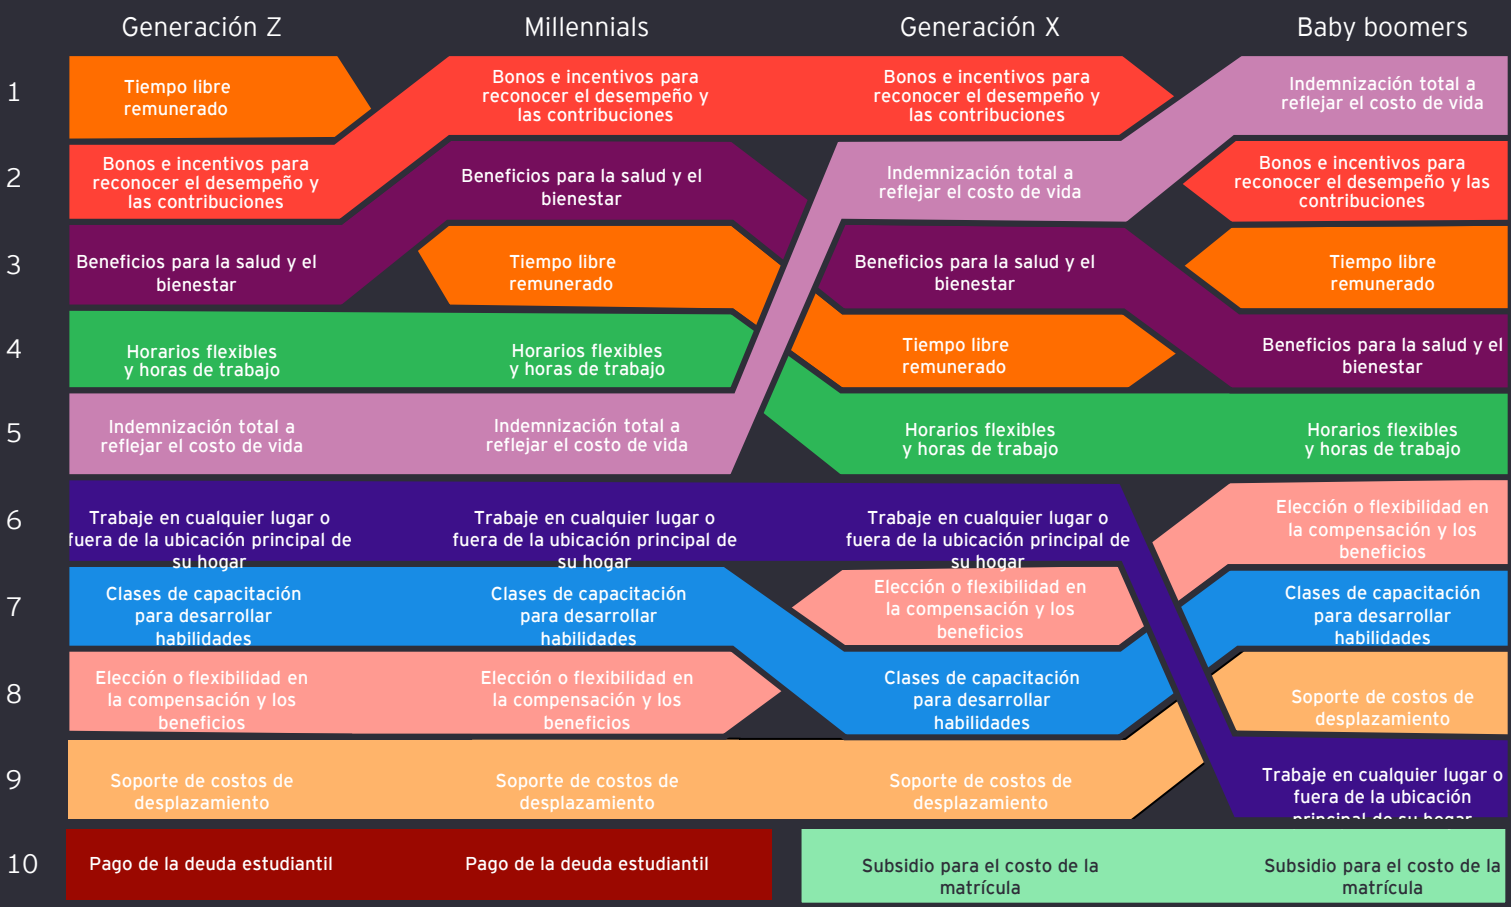 Generación Z
Millennials
Generación X
Baby boomers
1
Tiempo libre
remunerado
Bonos e incentivos para
reconocer el desempeño y
las contribuciones
Bonos e incentivos para
reconocer el desempeño y
las contribuciones
Indemnización total a
reflejar el costo de vida
2
Bonos e incentivos para
reconocer el desempeño y
las contribuciones
Beneficios para la salud y el
bienestar
Indemnización total a
reflejar el costo de vida
Bonos e incentivos para
reconocer el desempeño y las
contribuciones
3
Beneficios para la salud y el
bienestar
Tiempo libre
remunerado
Beneficios para la salud y el
bienestar
Tiempo libre
remunerado
4
Horarios flexibles
y horas de trabajo
Horarios flexibles
y horas de trabajo
Tiempo libre
remunerado
Beneficios para la salud y el
bienestar
5
Indemnización total a
reflejar el costo de vida
Indemnización total a
reflejar el costo de vida
Horarios flexibles
y horas de trabajo
Horarios flexibles
y horas de trabajo
6
Trabaje en cualquier lugar o
fuera de la ubicación principal de
su hogar
Trabaje en cualquier lugar o
fuera de la ubicación principal de
su hogar
Trabaje en cualquier lugar o
fuera de la ubicación principal de
su hogar
Elección o flexibilidad en
la compensación y los
beneficios
7
Clases de capacitación
para desarrollar
habilidades
Clases de capacitación
para desarrollar
habilidades
Elección o flexibilidad en
la compensación y los
beneficios
Clases de capacitación
para desarrollar
habilidades
8
Elección o flexibilidad en
la compensación y los
beneficios
Elección o flexibilidad en
la compensación y los
beneficios
Clases de capacitación
para desarrollar
habilidades
Soporte de costos de
desplazamiento
9
Soporte de costos de
desplazamiento
Soporte de costos de
desplazamiento
Soporte de costos de
desplazamiento
Trabaje en cualquier lugar o
fuera de la ubicación
principal de su hogar
10
Pago de la deuda estudiantil
Pago de la deuda estudiantil
Subsidio para el costo de la
matrícula
Subsidio para el costo de la
matrícula